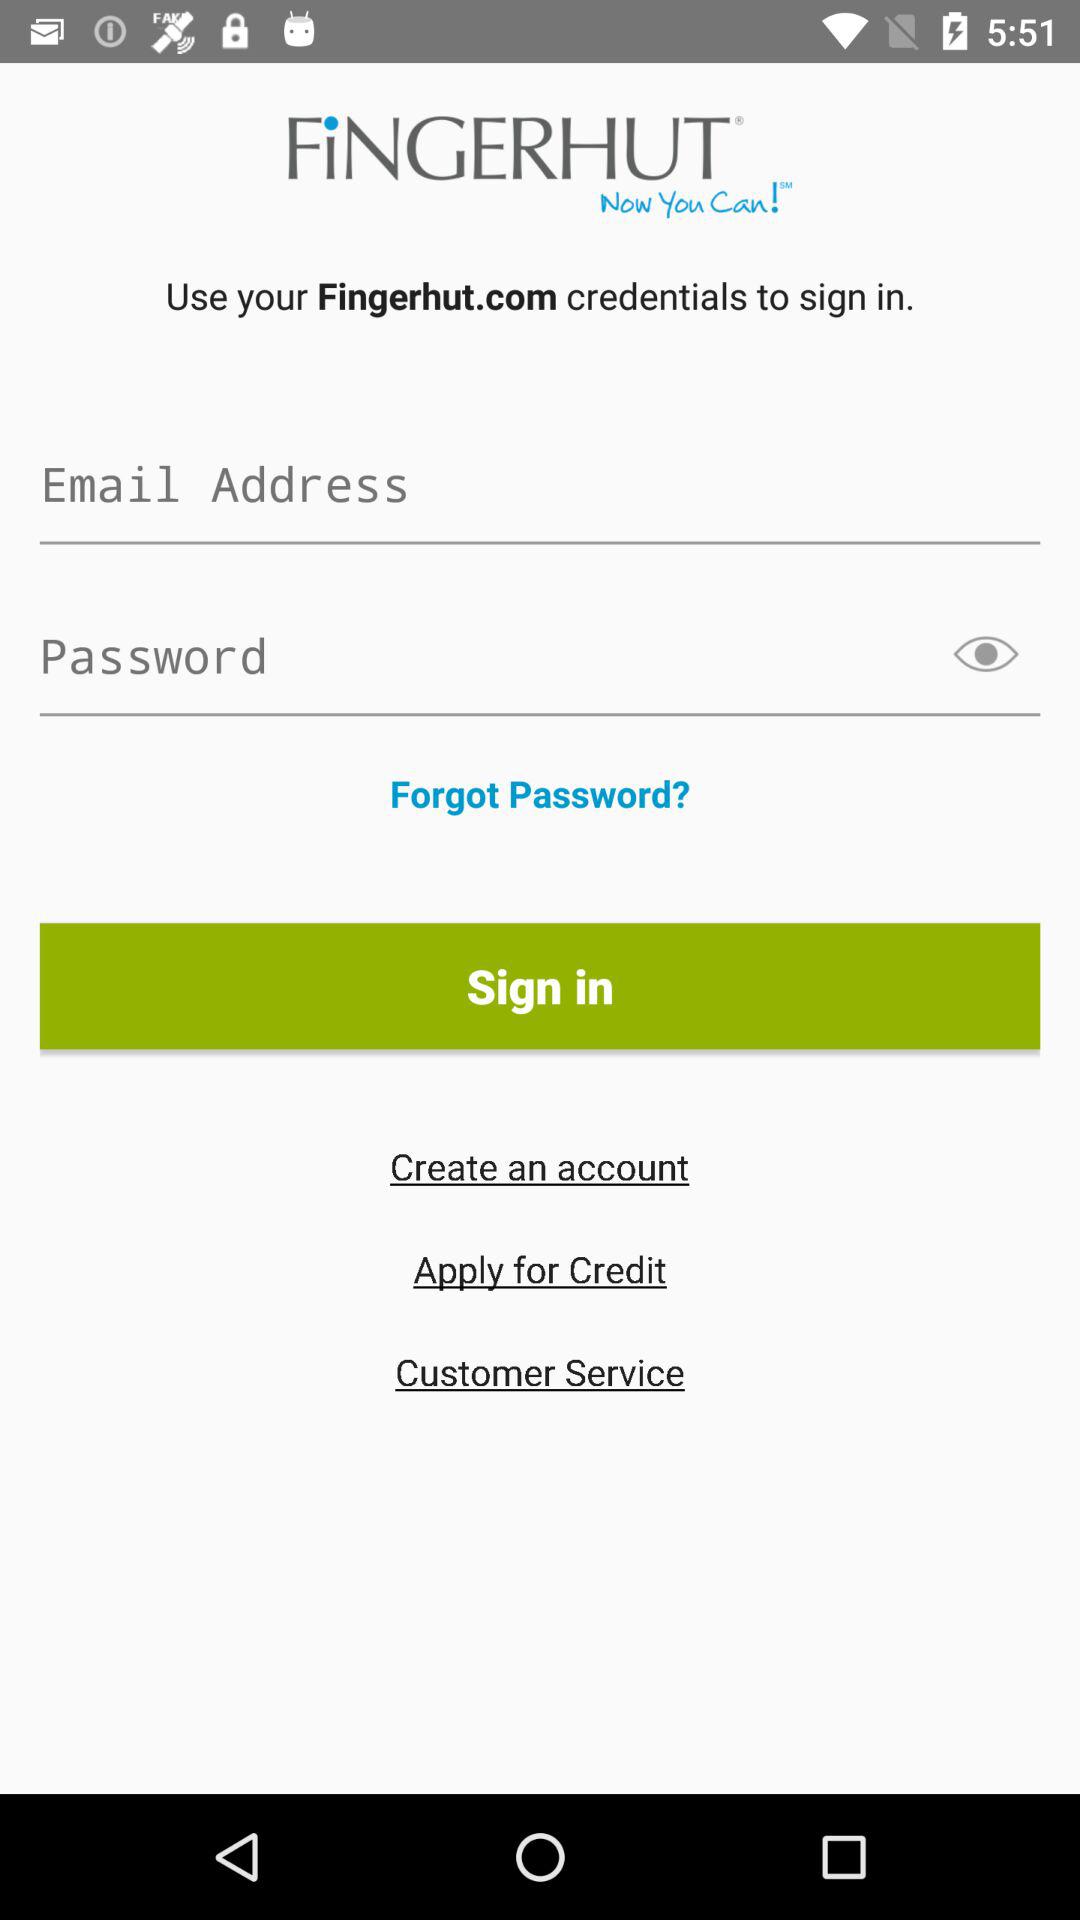 FAKE
5:51
FiNGERHUT®
Now You Can!℠
Use your Fingerhut.com credentials to sign in.
Email Address
Password
Forgot Password?
Sign in
Create an account
Apply for Credit
Customer Service